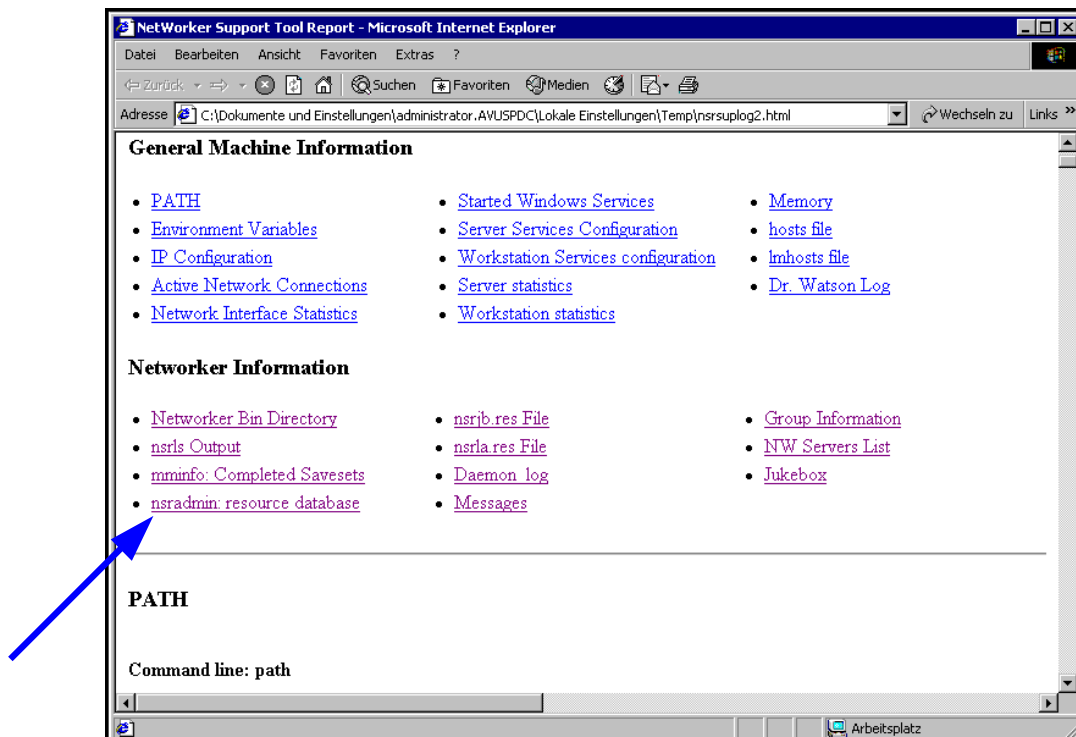 NetWorker Support Tool Report - Microsoft Internet Explorer
Datei Bearbeiten Ansicht Favoriten Extras ?
Zurück Suchen Favoriten Medien
Adresse C:\Dokumente und Einstellungen\administrator.AVUSPDC\Lokale Einstellungen\Temp\nsrsuplog2.html Wechseln zu Links »
General Machine Information
PATH
Environment Variables
IP Configuration
Active Network Connections
Network Interface Statistics
Started Windows Services
Server Services Configuration
Workstation Services configuration
Server statistics
Workstation statistics
Memory
hosts file
lmhosts file
Dr. Watson Log
Networker Information
Networker Bin Directory
nsrls Output
mminfo: Completed Savesets
nsradmin: resource database
nsrjb.res File
nsrla.res File
Daemon_log
Messages
Group Information
NW Servers List
Jukebox
PATH
Command line: path
Arbeitsplatz